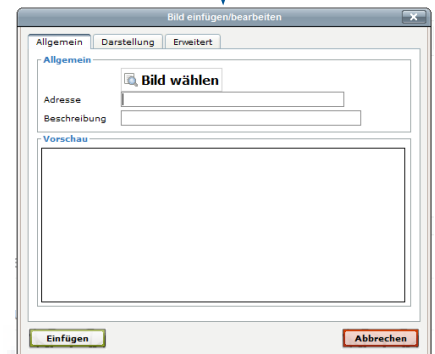 Bild einfügen/bearbeiten
Allgemein Darstellung Erweitert
Allgemein
Bild wählen
Adresse
Beschreibung
Vorschau
Einfügen Abbrechen